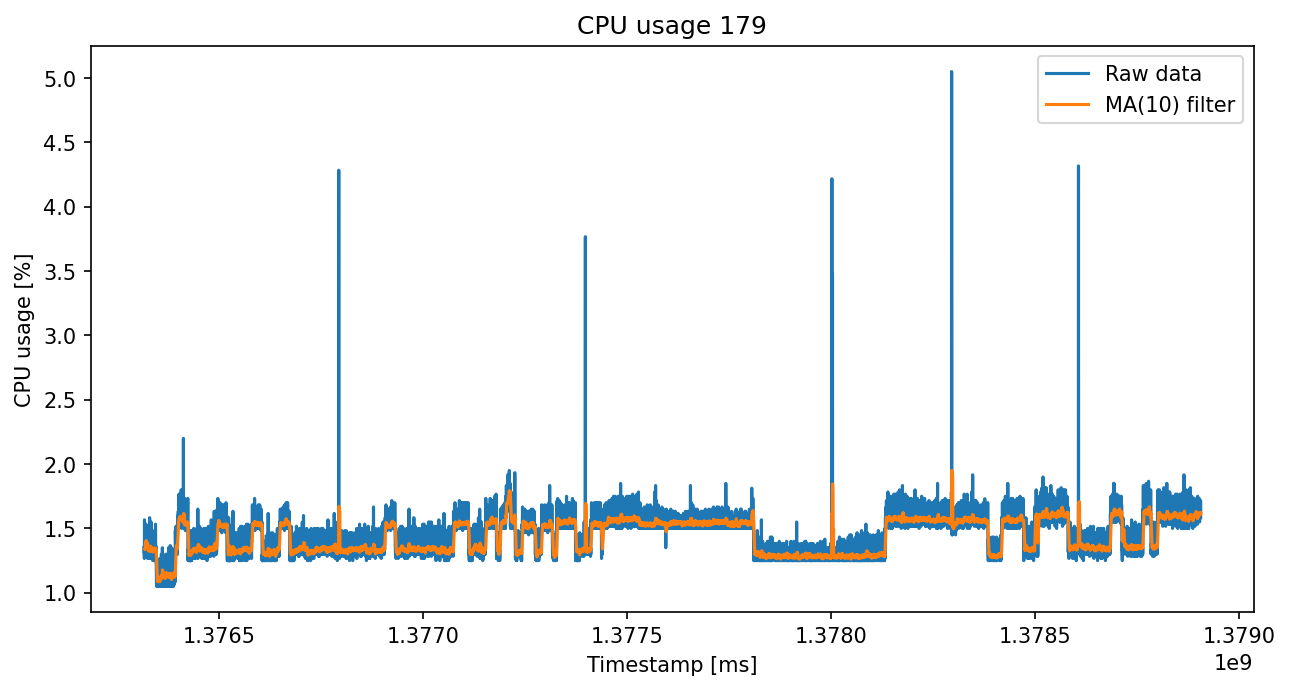 CPU usage 179
Raw data
MA(10) filter
CPU usage [%]
5.0
4.5
4.0
3.5
3.0
2.5
2.0
1.5
1.0
1.3765 1.3770 1.3775 1.3780 1.3785 1.3790
1e9
Timestamp [ms]